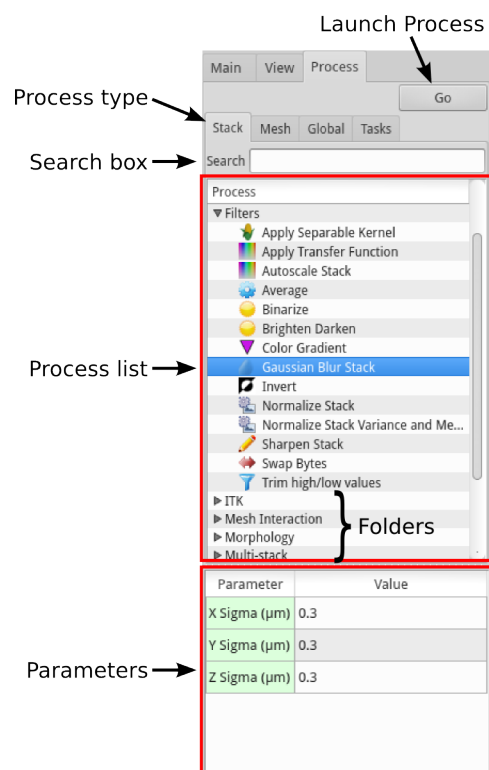 Launch Process
Main View Process
Go
Process type
Stack Mesh Global Tasks
Search box
Search
Process
Filters
Apply Separable Kernel
Apply Transfer Function
Autoscale Stack
Average
Binarize
Brighten Darken
Color Gradient
Process list
Gaussian Blur Stack
Invert
Normalize Stack
Normalize Stack Variance and Me...
Sharpen Stack
Swap Bytes
Trim high/low values
ITK
Mesh Interaction
Folders
Morphology
Multi-stack
Parameter Value
X Sigma (µm) 0.3
Y Sigma (µm) 0.3
Parameters
Z Sigma (µm) 0.3